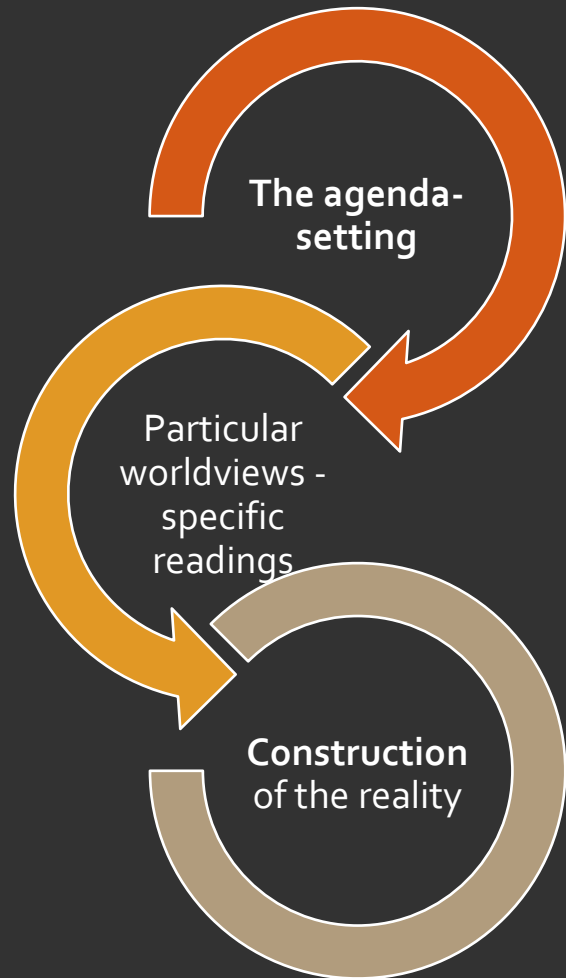 The agenda-
setting
Particular
worldviews -
specific
readings
Construction
of the reality